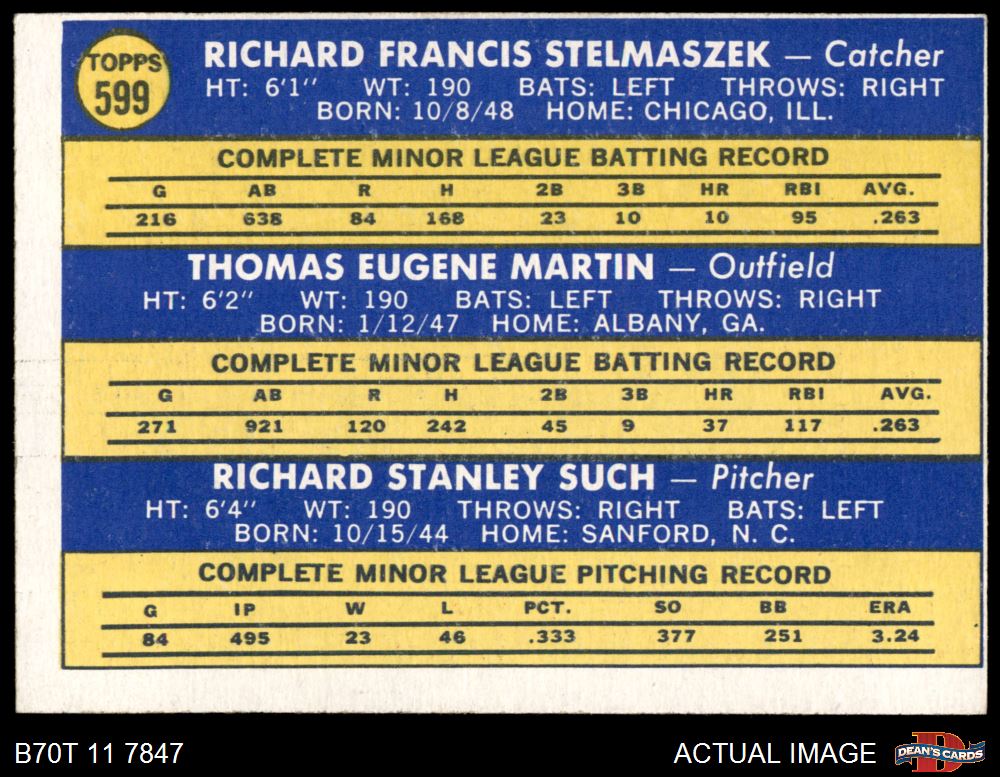 TOPPS
599
RICHARD FRANCIS STELMASZEK — Catcher
HT: 6'1" WT: 190 BATS: LEFT THROWS: RIGHT
BORN: 10/8/48 HOME: CHICAGO, ILL.
COMPLETE MINOR LEAGUE BATTING RECORD
G AB R H 2B 3B HR RBI AVG.
216 638 84 168 23 10 10 95 .263
THOMAS EUGENE MARTIN — Outfield
HT: 6'2" WT: 190 BATS: LEFT THROWS: RIGHT
BORN: 1/12/47 HOME: ALBANY, GA.
COMPLETE MINOR LEAGUE BATTING RECORD
G AB R H 2B 3B HR RBI AVG.
271 921 120 242 45 9 37 117 .263
RICHARD STANLEY SUCH — Pitcher
HT: 6'4" WT: 190 THROWS: RIGHT BATS: LEFT
BORN: 10/15/44 HOME: SANFORD, N. C.
COMPLETE MINOR LEAGUE PITCHING RECORD
G IP W L PCT. SO BB ERA
84 495 23 46 .333 377 251 3.24
B70T 11 7847 ACTUAL IMAGE DEAN'S CARDS